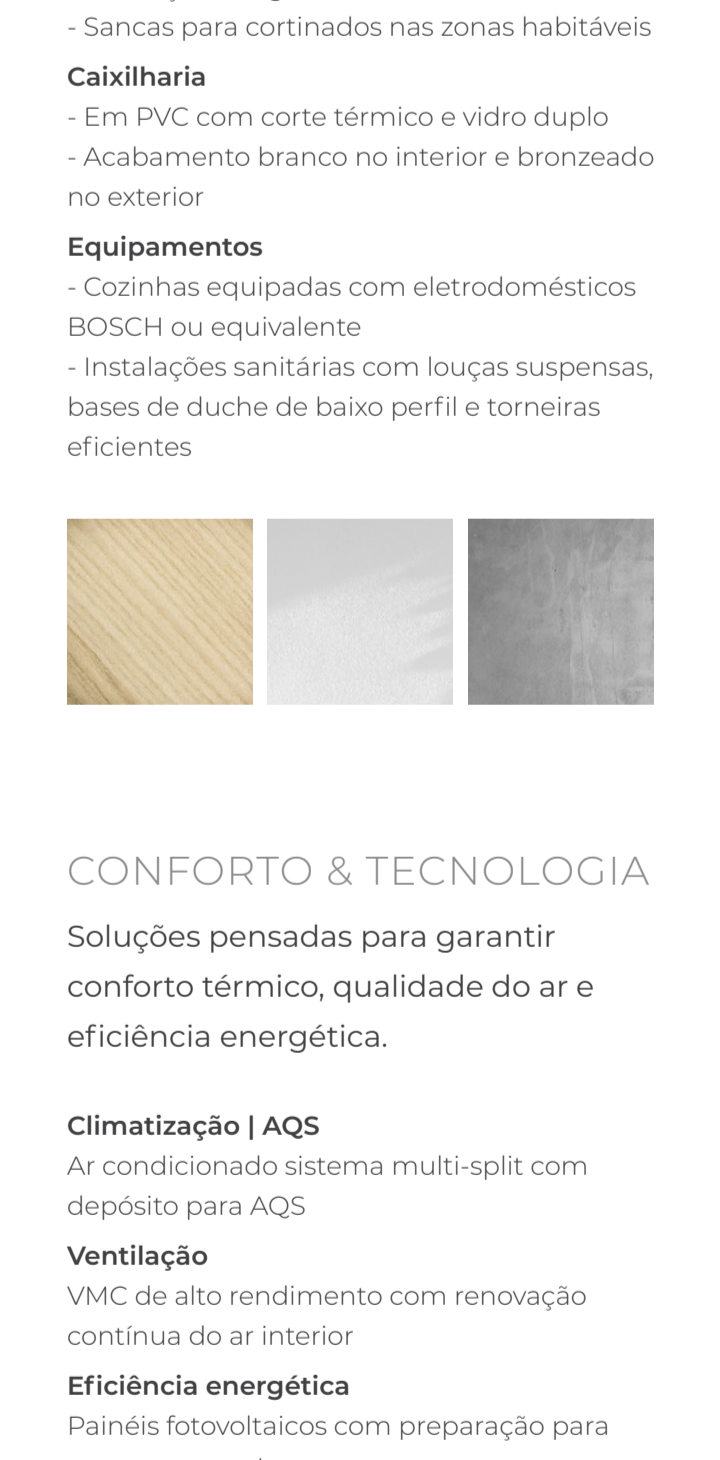 - Sancas para cortinados nas zonas habitáveis
Caixilharia
- Em PVC com corte térmico e vidro duplo
- Acabamento branco no interior e bronzeado
no exterior
Equipamentos
- Cozinhas equipadas com eletrodomésticos
BOSCH ou equivalente
- Instalações sanitárias com louças suspensas,
bases de duche de baixo perfil e torneiras
eficientes
CONFORTO & TECNOLOGIA
Soluções pensadas para garantir
conforto térmico, qualidade do ar e
eficiência energética.
Climatização | AQS
Ar condicionado sistema multi-split com
depósito para AQS
Ventilação
VMC de alto rendimento com renovação
contínua do ar interior
Eficiência energética
Painéis fotovoltaicos com preparação para